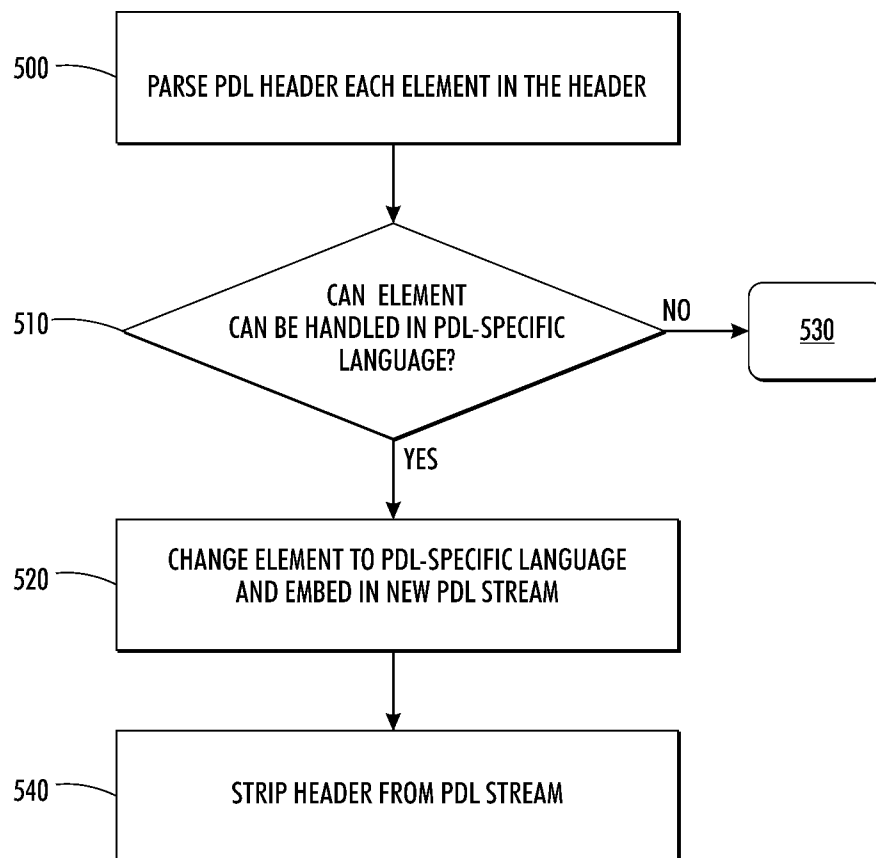 500
PARSE PDL HEADER EACH ELEMENT IN THE HEADER
510
CAN ELEMENT
CAN BE HANDLED IN PDL-SPECIFIC
LANGUAGE?
NO
530
YES
520
CHANGE ELEMENT TO PDL-SPECIFIC LANGUAGE
AND EMBED IN NEW PDL STREAM
540
STRIP HEADER FROM PDL STREAM